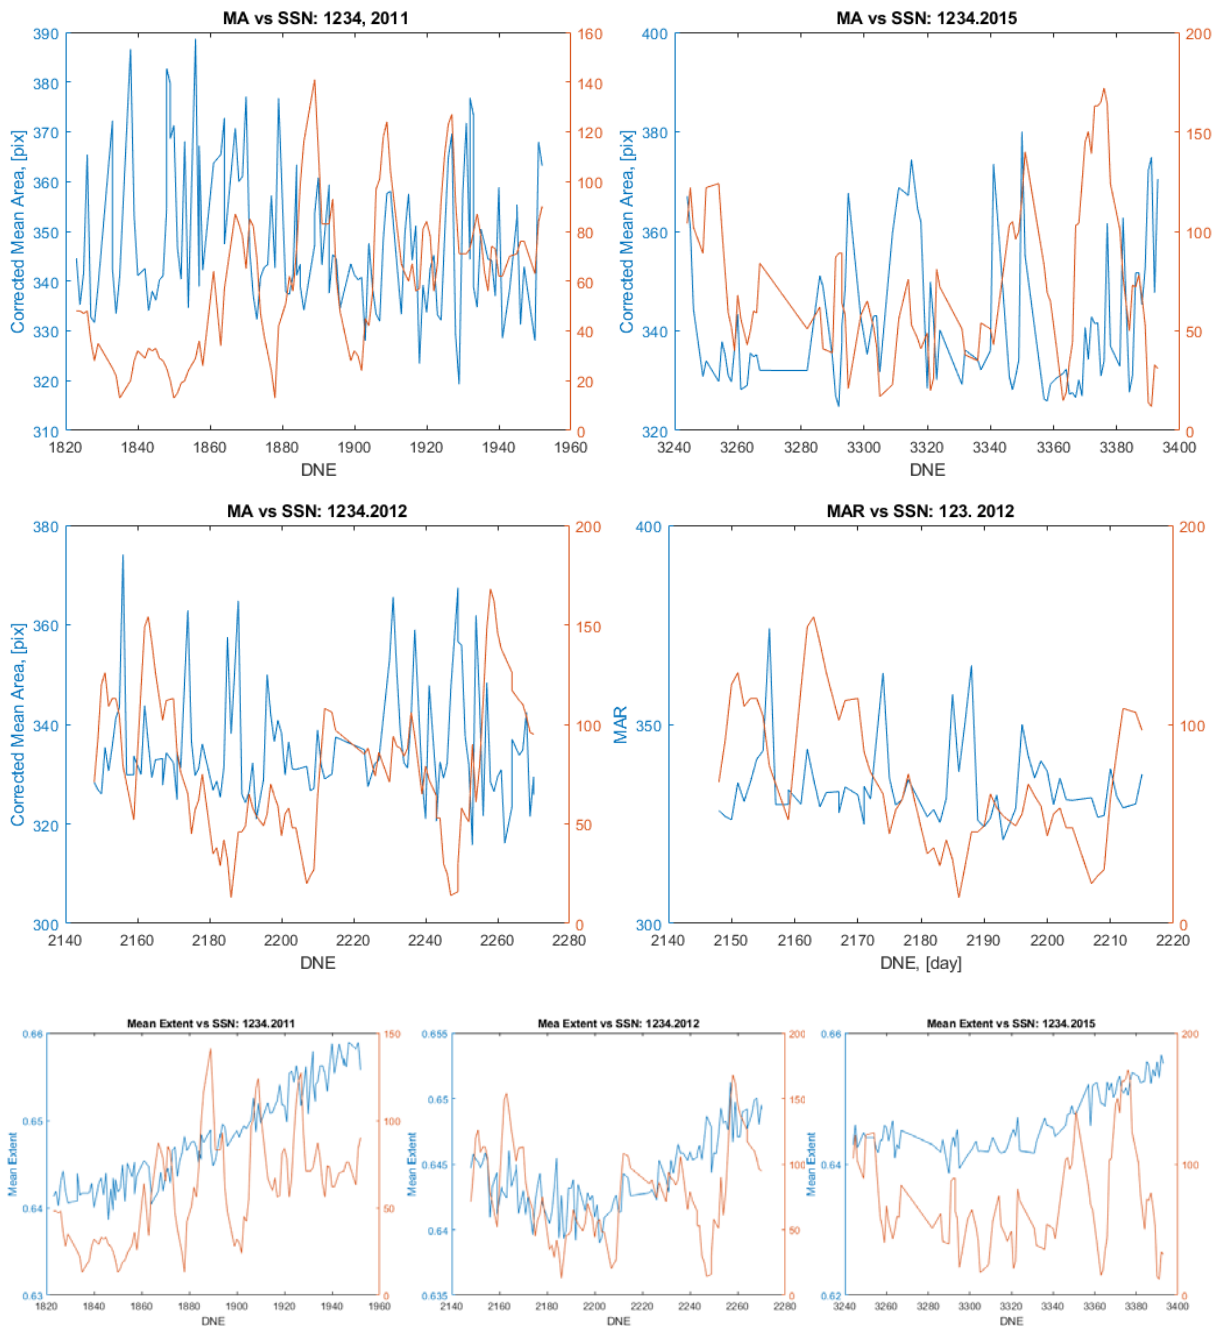 MA vs SSN: 1234, 2011
390
380
370
360
350
340
330
320
310
Corrected Mean Area, [pix]
160
140
120
100
80
60
40
20
0
1820 1840 1860 1880 1900 1920 1940 1960
DNE
MA vs SSN: 1234.2015
400
380
360
340
320
Corrected Mean Area, [pix]
200
150
100
50
0
3240 3260 3280 3300 3320 3340 3360 3380 3400
DNE
MA vs SSN: 1234.2012
380
360
340
320
300
Corrected Mean Area, [pix]
200
150
100
50
0
2140 2160 2180 2200 2220 2240 2260 2280
DNE
MAR vs SSN: 123. 2012
400
350
300
MAR
200
100
0
2140 2150 2160 2170 2180 2190 2200 2210 2220
DNE, [day]
Mean Extent vs SSN: 1234.2011
0.66
0.65
0.64
0.63
Mean Extent
150
100
50
0
1820 1840 1860 1880 1900 1920 1940 1960
DNE
Mea Extent vs SSN: 1234.2012
0.655
0.65
0.645
0.64
0.635
Mean Extent
200
150
100
50
0
2140 2160 2180 2200 2220 2240 2260 2280
DNE
Mean Extent vs SSN: 1234.2015
0.66
0.64
0.62
Mean Extent
200
100
0
3240 3260 3280 3300 3320 3340 3360 3380 3400
DNE